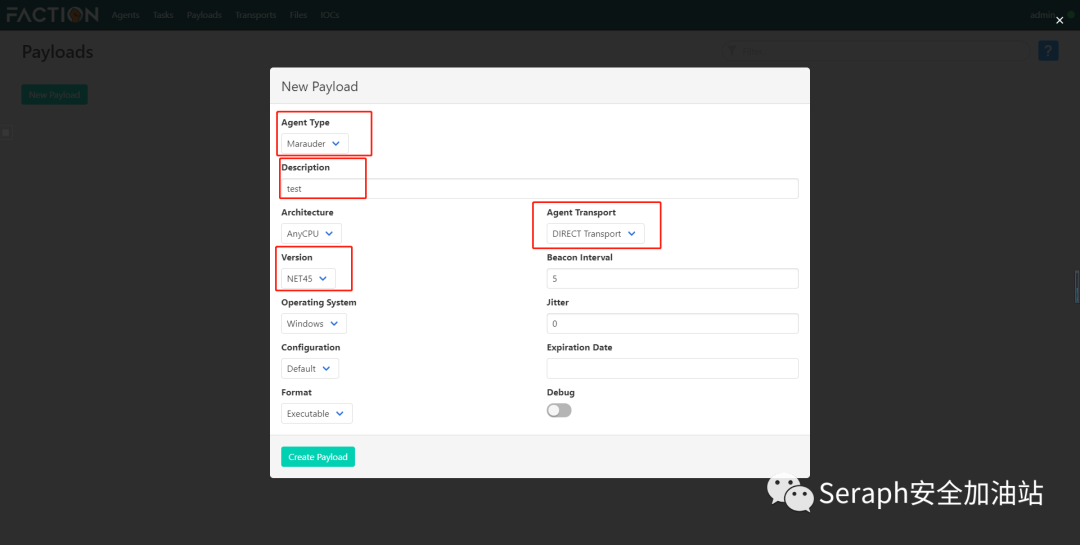 FACTION Agents Tasks Payloads Transports Files IOCs admin
Payloads
Filter
?
New Payload
New Payload
Agent Type
Marauder
Description
test
Architecture
Agent Transport
AnyCPU
DIRECT Transport
Version
Beacon Interval
NET45
5
Operating System
Jitter
Windows
0
Configuration
Expiration Date
Default
Format
Debug
Executable
Create Payload
Seraph安全加油站